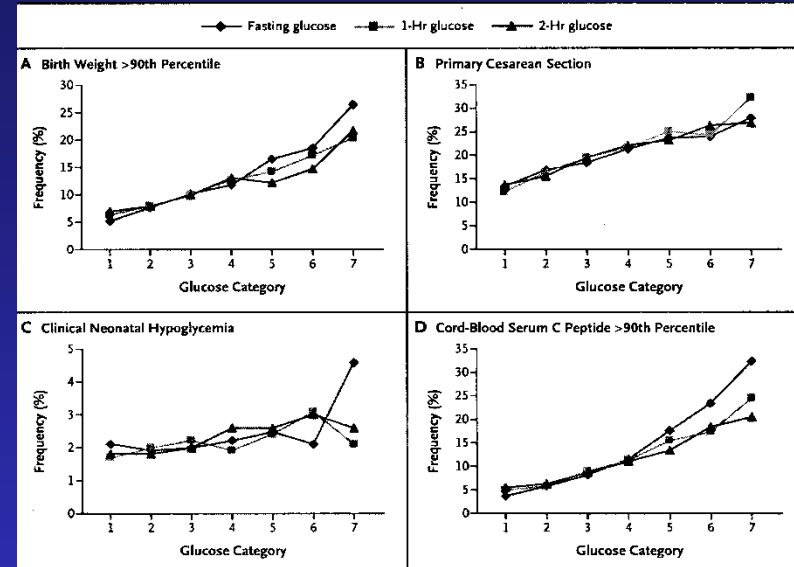 Fasting glucose 1-Hr glucose 2-Hr glucose
A Birth Weight >90th Percentile
30
25
20
15
10
5
0
Frequency (%)
1 2 3 4 5 6 7
Glucose Category
B Primary Cesarean Section
35
30
25
20
15
10
5
0
Frequency (%)
1 2 3 4 5 6 7
Glucose Category
C Clinical Neonatal Hypoglycemia
5
4
3
2
1
0
Frequency (%)
1 2 3 4 5 6 7
Glucose Category
D Cord-Blood Serum C Peptide >90th Percentile
35
30
25
20
15
10
5
0
Frequency (%)
1 2 3 4 5 6 7
Glucose Category